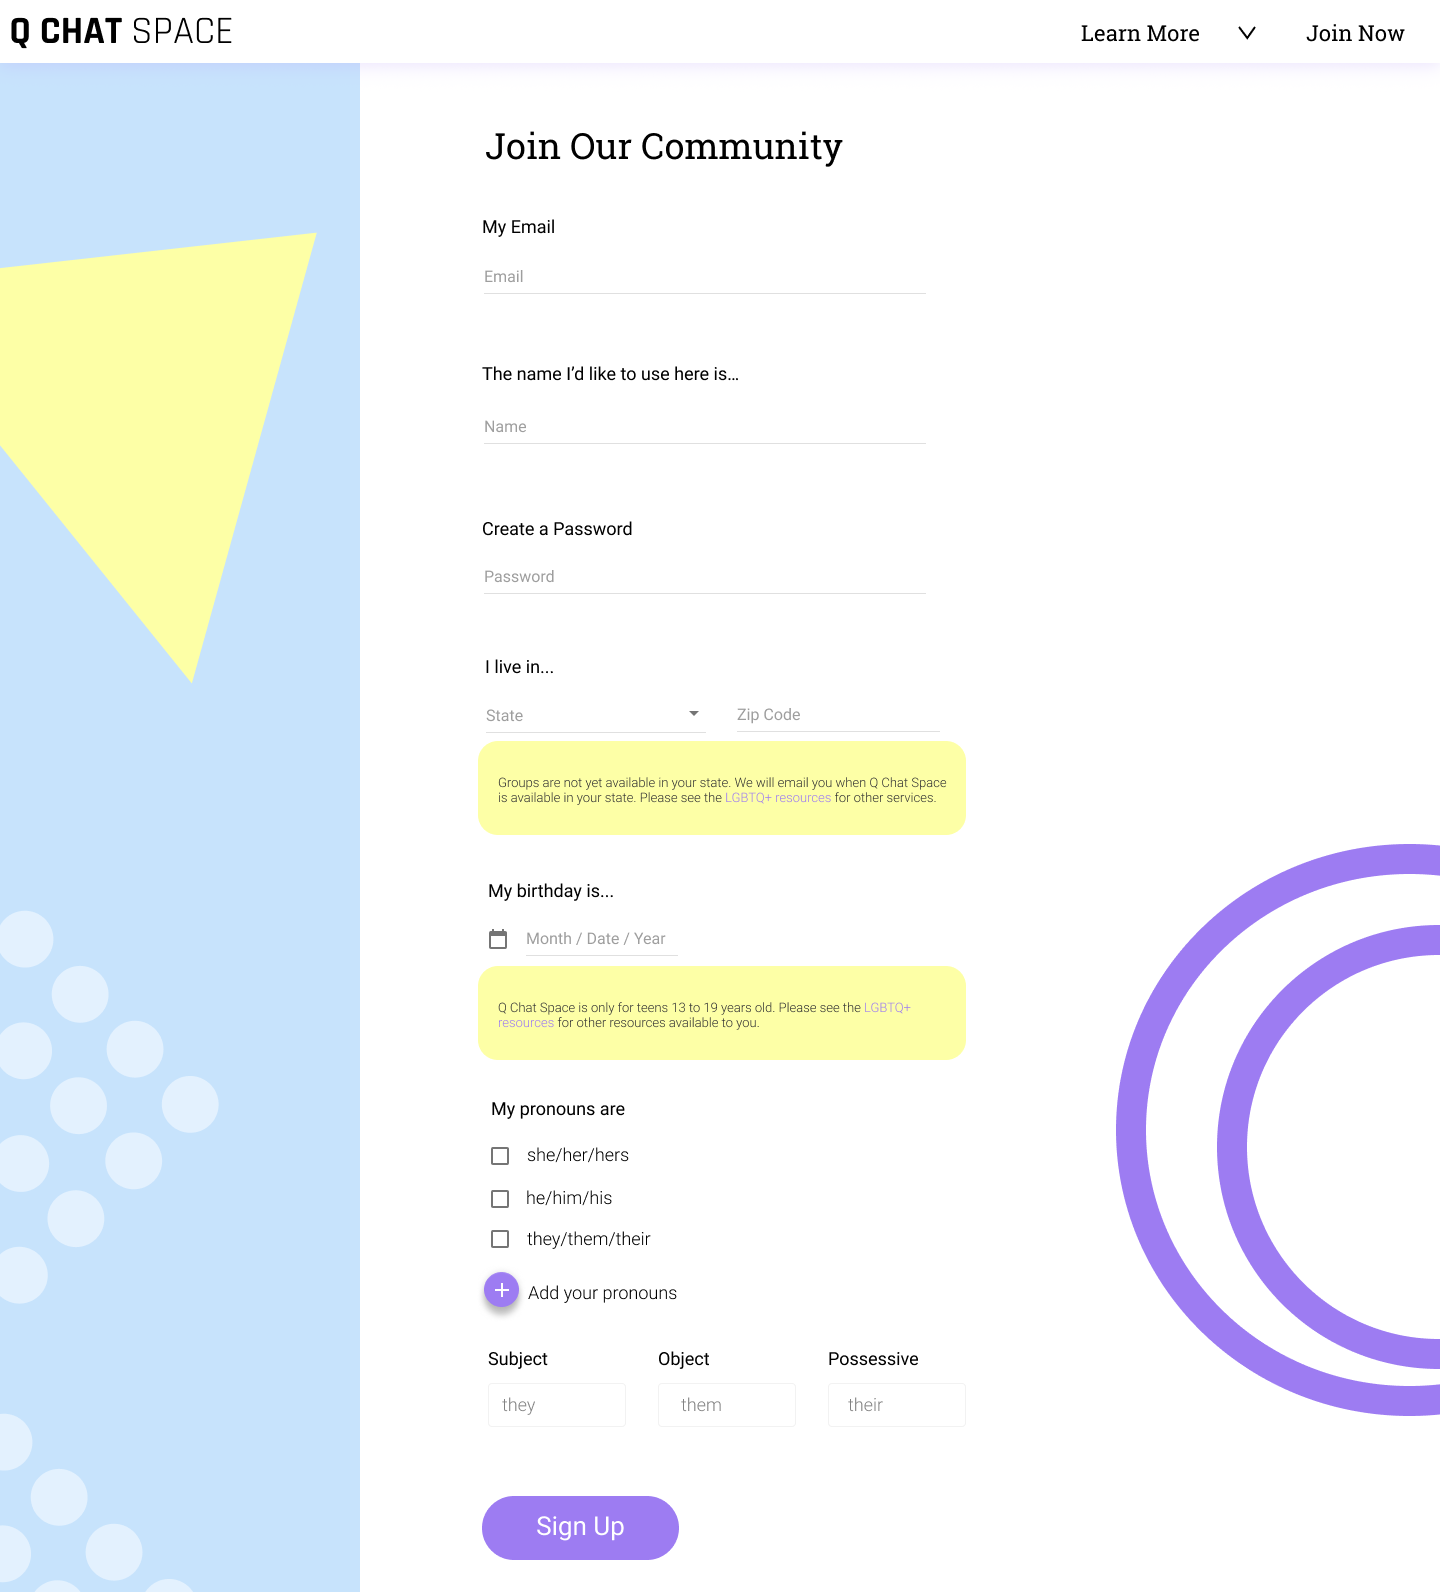 Q CHAT SPACE
Learn More
Join Now
Join Our Community
My Email
Email
The name I’d like to use here is…
Name
Create a Password
Password
I live in...
State
Zip Code
Groups are not yet available in your state. We will email you when Q Chat Space
is available in your state. Please see the LGBTQ+ resources for other services.
My birthday is...
Month / Date / Year
Q Chat Space is only for teens 13 to 19 years old. Please see the LGBTQ+
resources for other resources available to you.
My pronouns are
she/her/hers
he/him/his
they/them/their
Add your pronouns
Subject
Object
Possessive
they
them
their
Sign Up